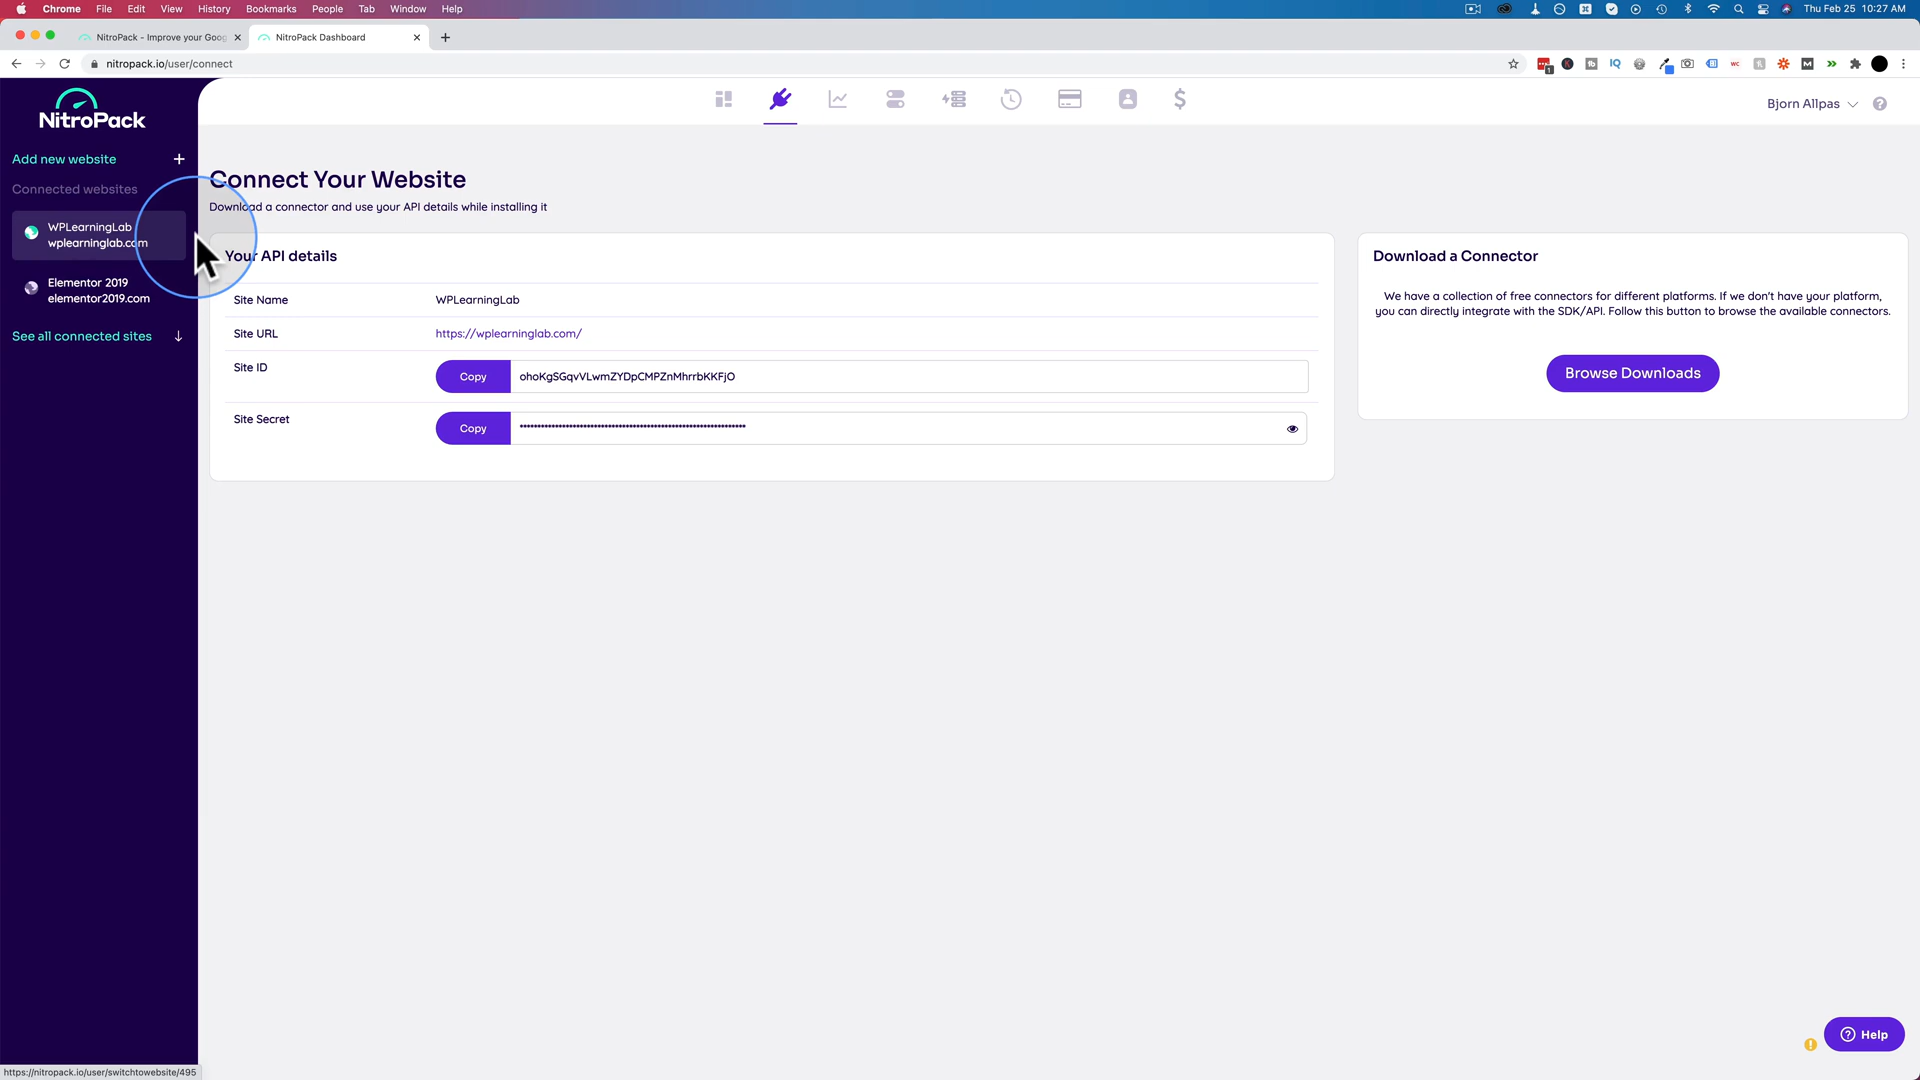 Chrome File Edit View History Bookmarks People Tab Window Help
Thu Feb 25 10:27 AM
NitroPack - Improve your Goog
NitroPack Dashboard
nitropack.io/user/connect
NitroPack
Bjorn Allpas
Add new website +
Connected websites
WPLearningLab
wplearninglab.com
Elementor 2019
elementor2019.com
See all connected sites
Connect Your Website
Download a connector and use your API details while installing it
Your API details
Site Name WPLearningLab
Site URL https://wplearninglab.com/
Site ID Copy ohoKgSGqvVLwmZYDpCMPZnMhrrbKKFjO
Site Secret Copy
Download a Connector
We have a collection of free connectors for different platforms. If we don't have your platform,
you can directly integrate with the SDK/API. Follow this button to browse the available connectors.
Browse Downloads
Help
https://nitropack.io/user/switchtowebsite/495